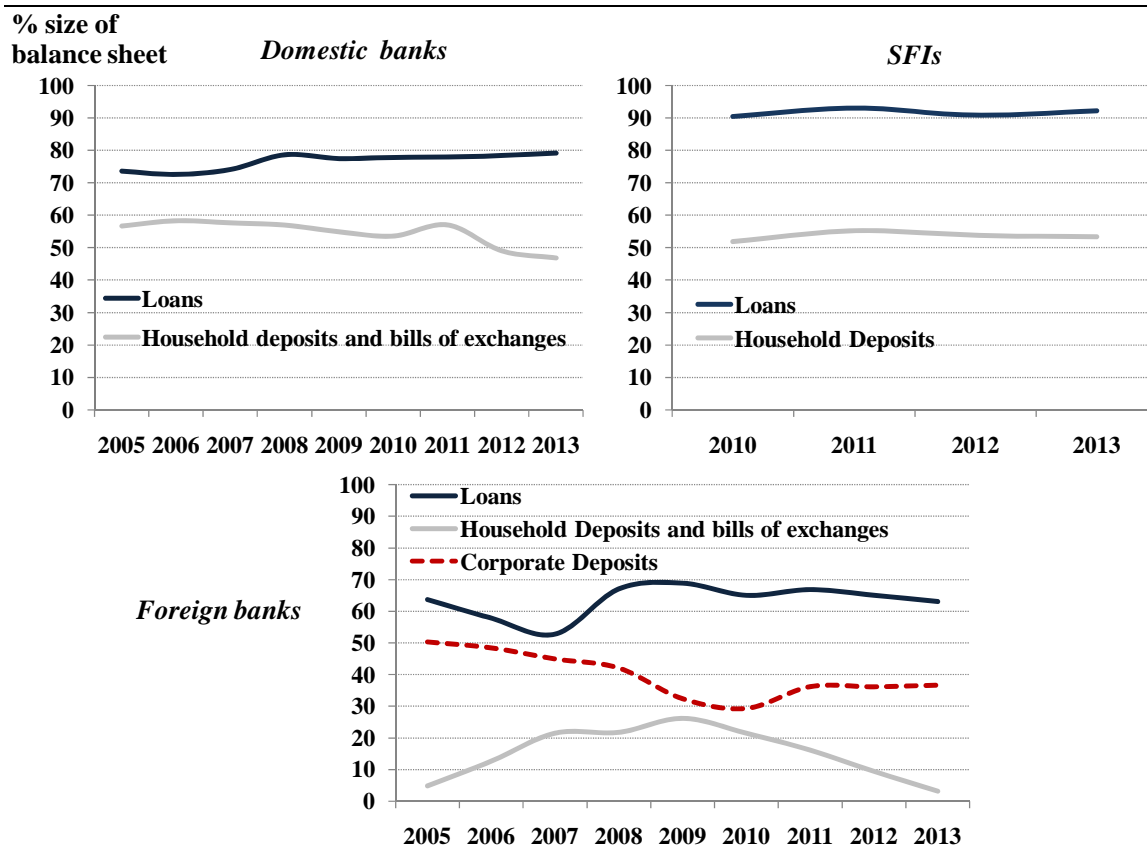 % size of
balance sheet
Domestic banks
100
90
80
70
60
50
40
30
20
10
0
Loans
Household deposits and bills of exchanges
2005 2006 2007 2008 2009 2010 2011 2012 2013
SFIs
100
90
80
70
60
50
40
30
20
10
0
Loans
Household Deposits
2010 2011 2012 2013
Foreign banks
100
90
80
70
60
50
40
30
20
10
0
Loans
Household Deposits and bills of exchanges
Corporate Deposits
2005 2006 2007 2008 2009 2010 2011 2012 2013